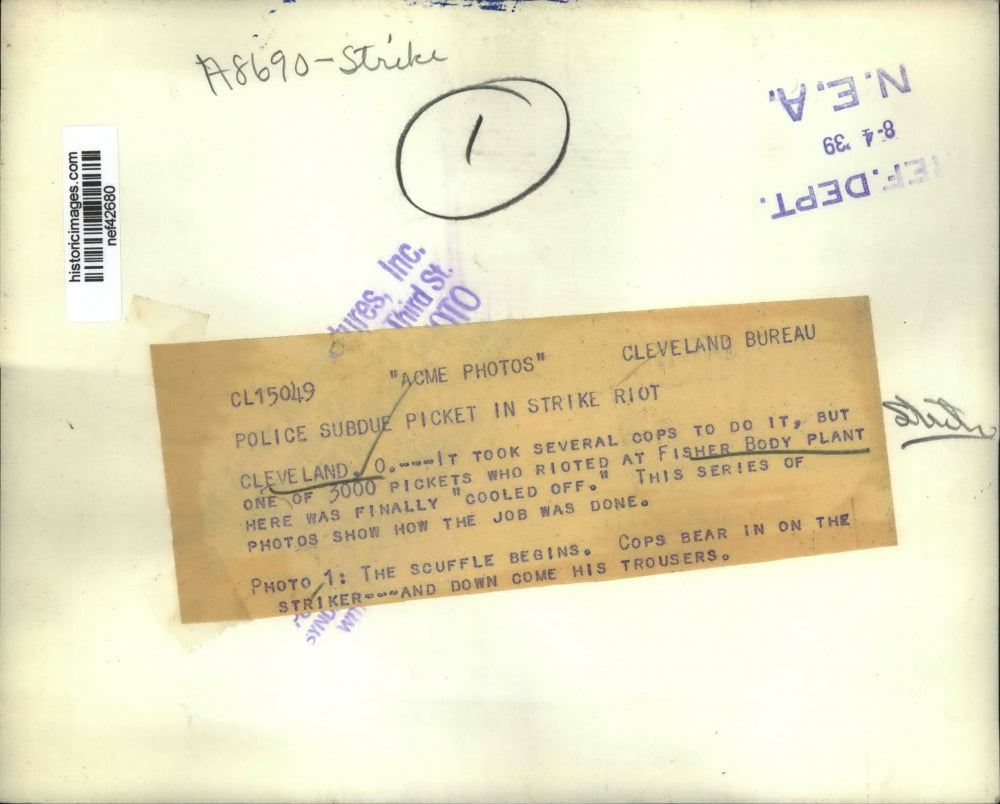 A8690-Strike
1
N.E.A.
8-4 '39
REF.DEPT.
historicimages.com
nef42680
Inc.
Third St.
CL15049 "ACME PHOTOS" CLEVELAND BUREAU
POLICE SUBDUE PICKET IN STRIKE RIOT
CLEVELAND, O.---IT TOOK SEVERAL COPS TO DO IT, BUT
ONE OF 3000 PICKETS WHO RIOTED AT FISHER BODY PLANT
HERE WAS FINALLY "COOLED OFF." THIS SERIES OF
PHOTOS SHOW HOW THE JOB WAS DONE.
PHOTO 1: THE SCUFFLE BEGINS. COPS BEAR IN ON THE
STRIKER---AND DOWN COME HIS TROUSERS.